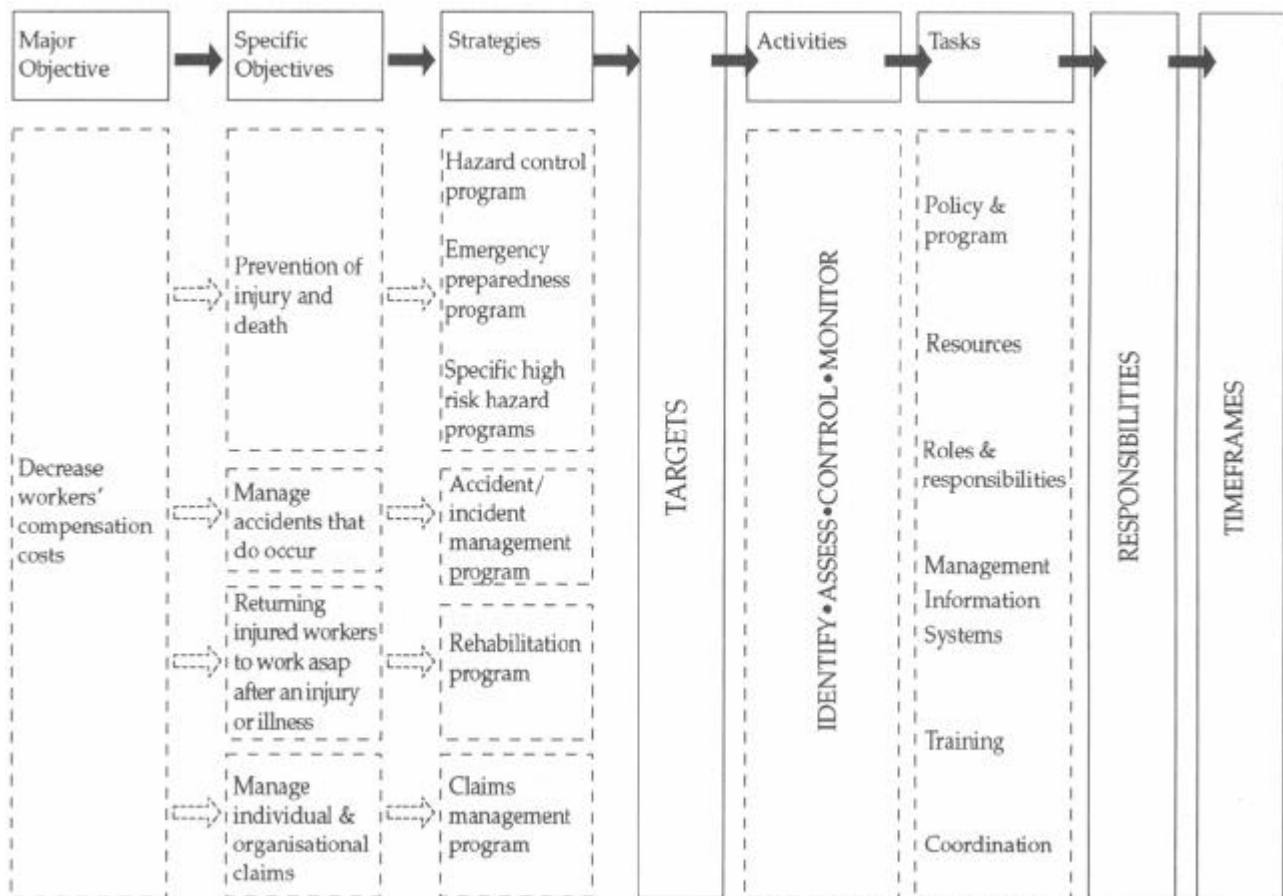 Major
Objective
Specific
Objectives
Strategies
Activities
Tasks
Decrease
workers'
compensation
costs
Prevention of
injury and
death
Manage
accidents that
do occur
Returning
injured workers
to work asap
after an injury
or illness
Manage
individual &
organisational
claims
Hazard control
program
Emergency
preparedness
program
Specific high
risk hazard
programs
Accident/
incident
management
program
Rehabilitation
program
Claims
management
program
TARGETS
IDENTIFY•ASSESS•CONTROL•MONITOR
Policy &
program
Resources
Roles &
responsibilities
Management
Information
Systems
Training
Coordination
RESPONSIBILITIES
TIMEFRAMES